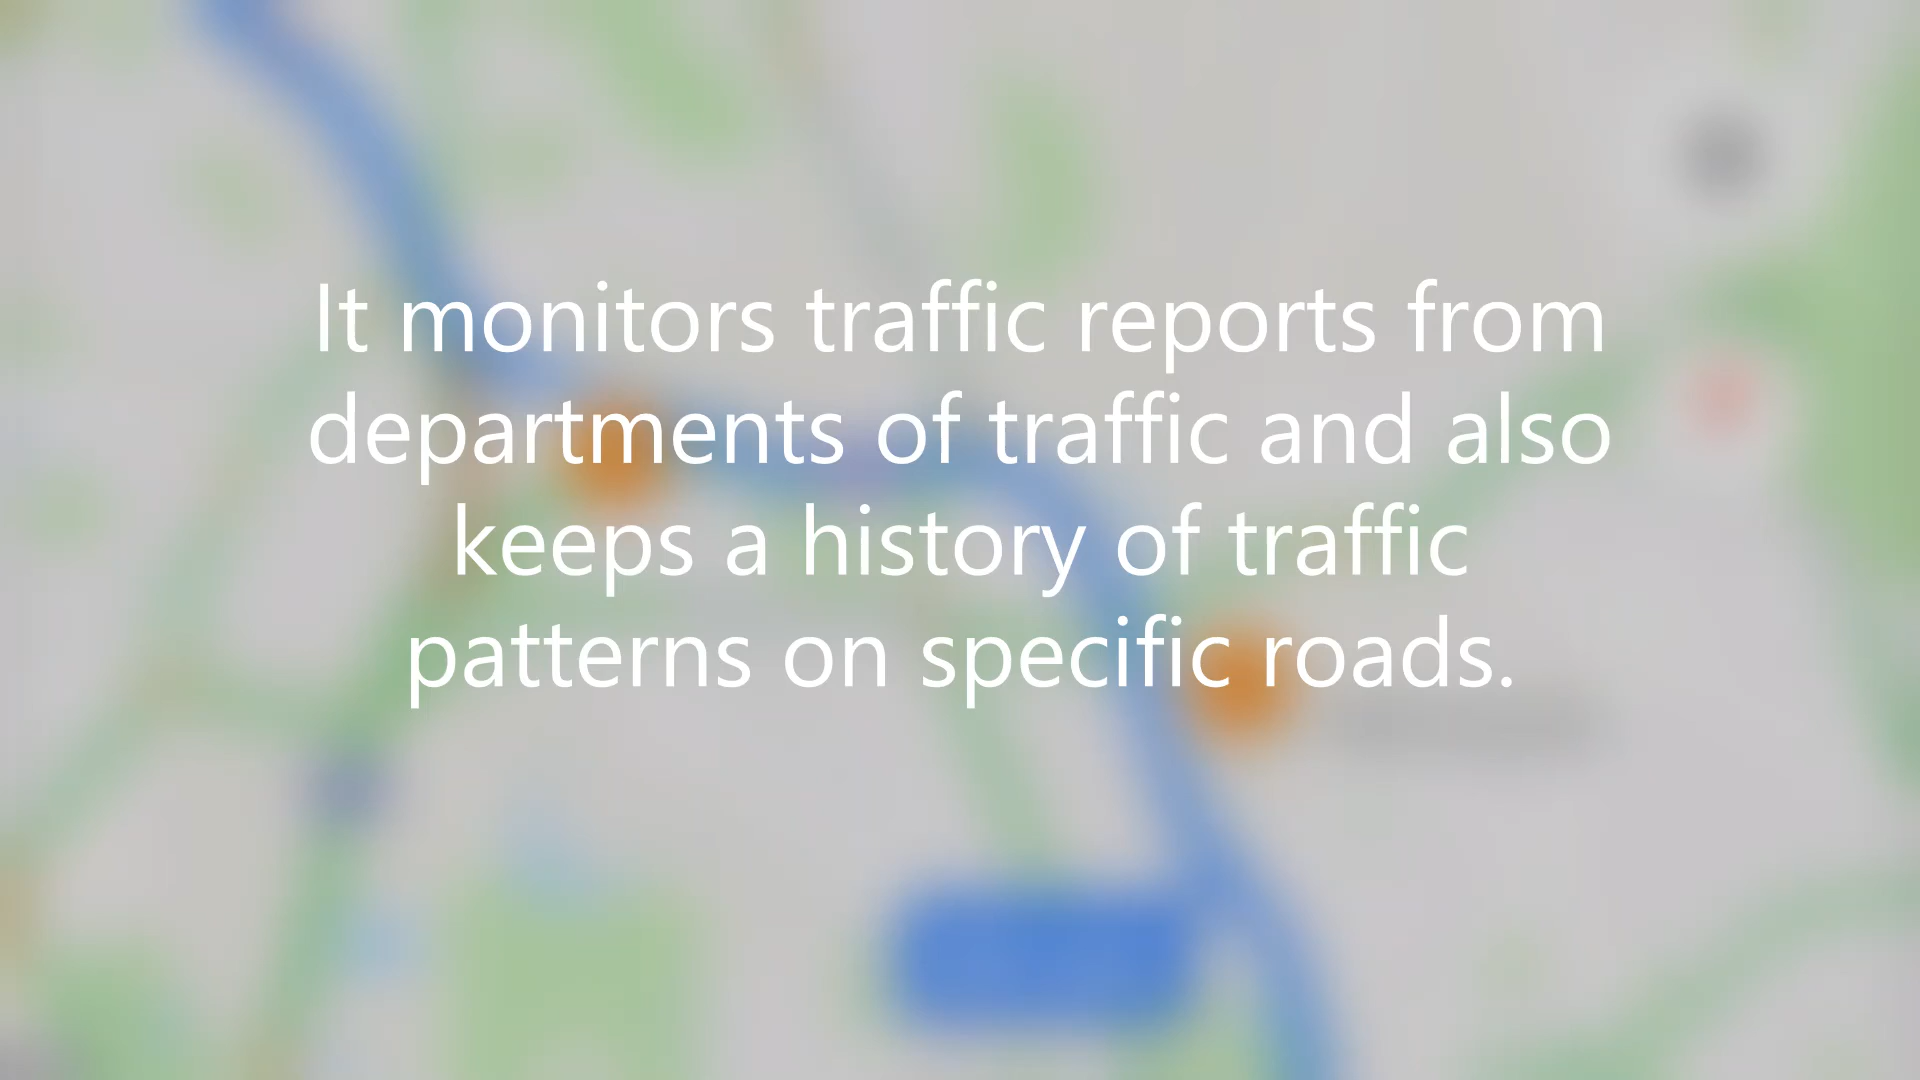 It monitors traffic reports from
departments of traffic and also
keeps a history of traffic
patterns on specific roads.